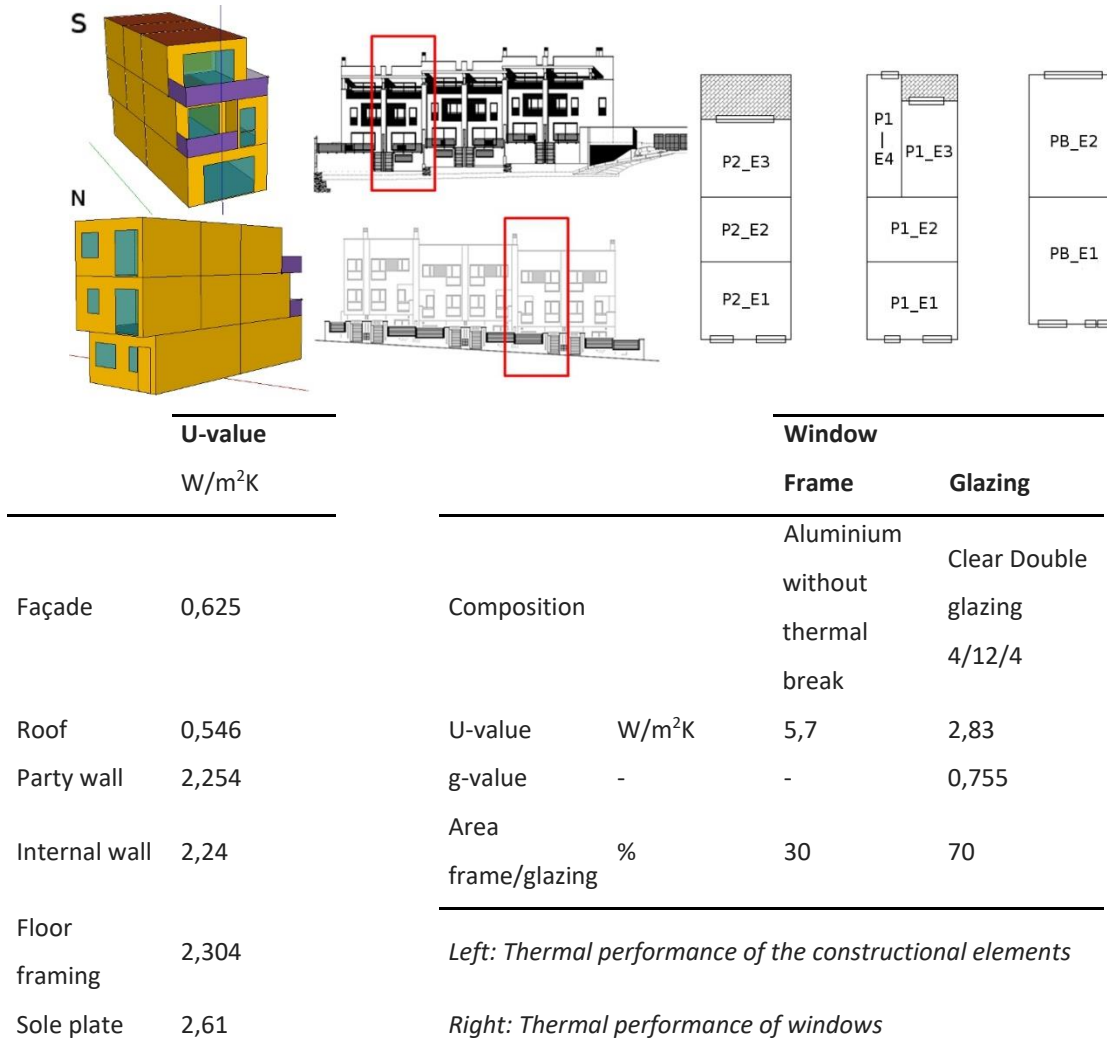 S
N
P2_E3
P2_E2
P2_E1
P1
|
E4
P1_E3
P1_E2
P1_E1
PB_E2
PB_E1
U-value
W/m²K
Façade 0,625
Roof 0,546
Party wall 2,254
Internal wall 2,24
Floor
framing 2,304
Sole plate 2,61
Window
Frame Glazing
Composition
Aluminium
without
thermal
break
Clear Double
glazing
4/12/4
U-value W/m²K 5,7 2,83
g-value - - 0,755
Area
frame/glazing % 30 70
Left: Thermal performance of the constructional elements
Right: Thermal performance of windows